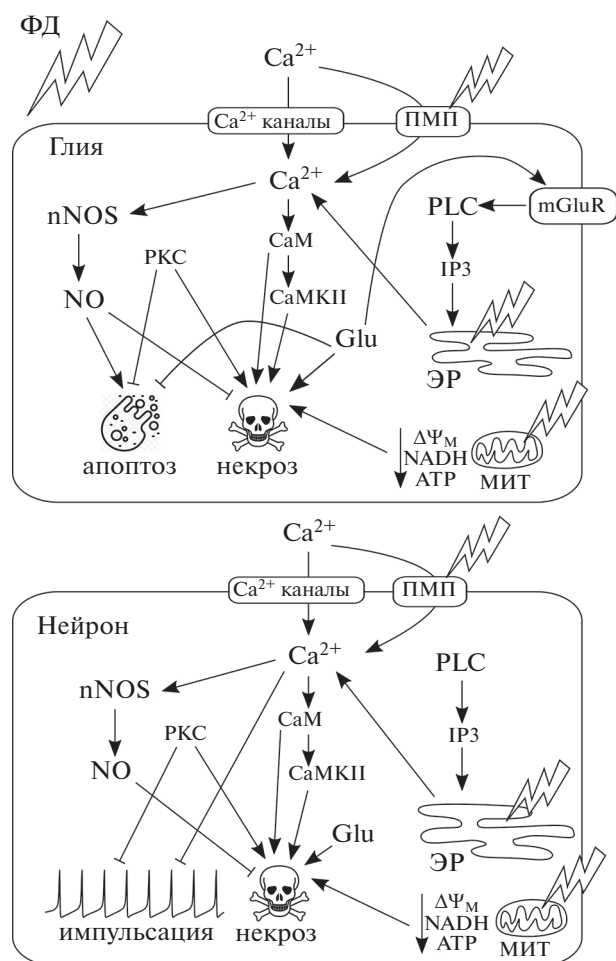 ФД
Ca²⁺
Ca²⁺ каналы
ПМП
Глия
Ca²⁺
nNOS
PLC
mGluR
CaM
PKC
IP3
NO
CaMKII
Glu
ЭР
апоптоз
некроз
ΔΨM
NADH
ATP
МИТ
Ca²⁺
Ca²⁺ каналы
ПМП
Нейрон
Ca²⁺
PLC
nNOS
CaM
PKC
IP3
NO
CaMKII
Glu
ЭР
импульсация
некроз
ΔΨM
NADH
ATP
МИТ